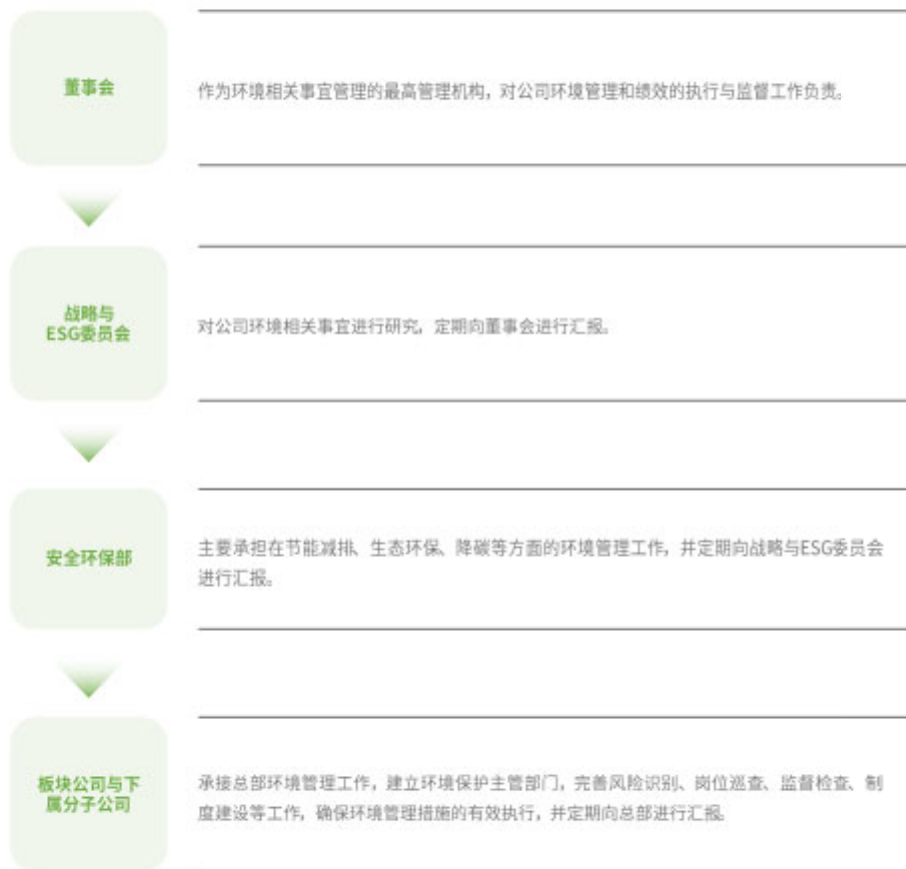 董事会
作为环境相关事宜管理的最高管理机构，对公司环境管理和绩效的执行与监督工作负责。
战略与
ESG委员会
对公司环境相关事宜进行研究，定期向董事会进行汇报。
安全环保部
主要承担在节能减排、生态环保、降碳等方面的环境管理工作，并定期向战略与ESG委员会
进行汇报。
板块公司与下
属分子公司
承接总部环境管理工作，建立环境保护主管部门，完善风险识别、岗位巡查、监督检查、制
度建设等工作，确保环境管理措施的有效执行，并定期向总部进行汇报。